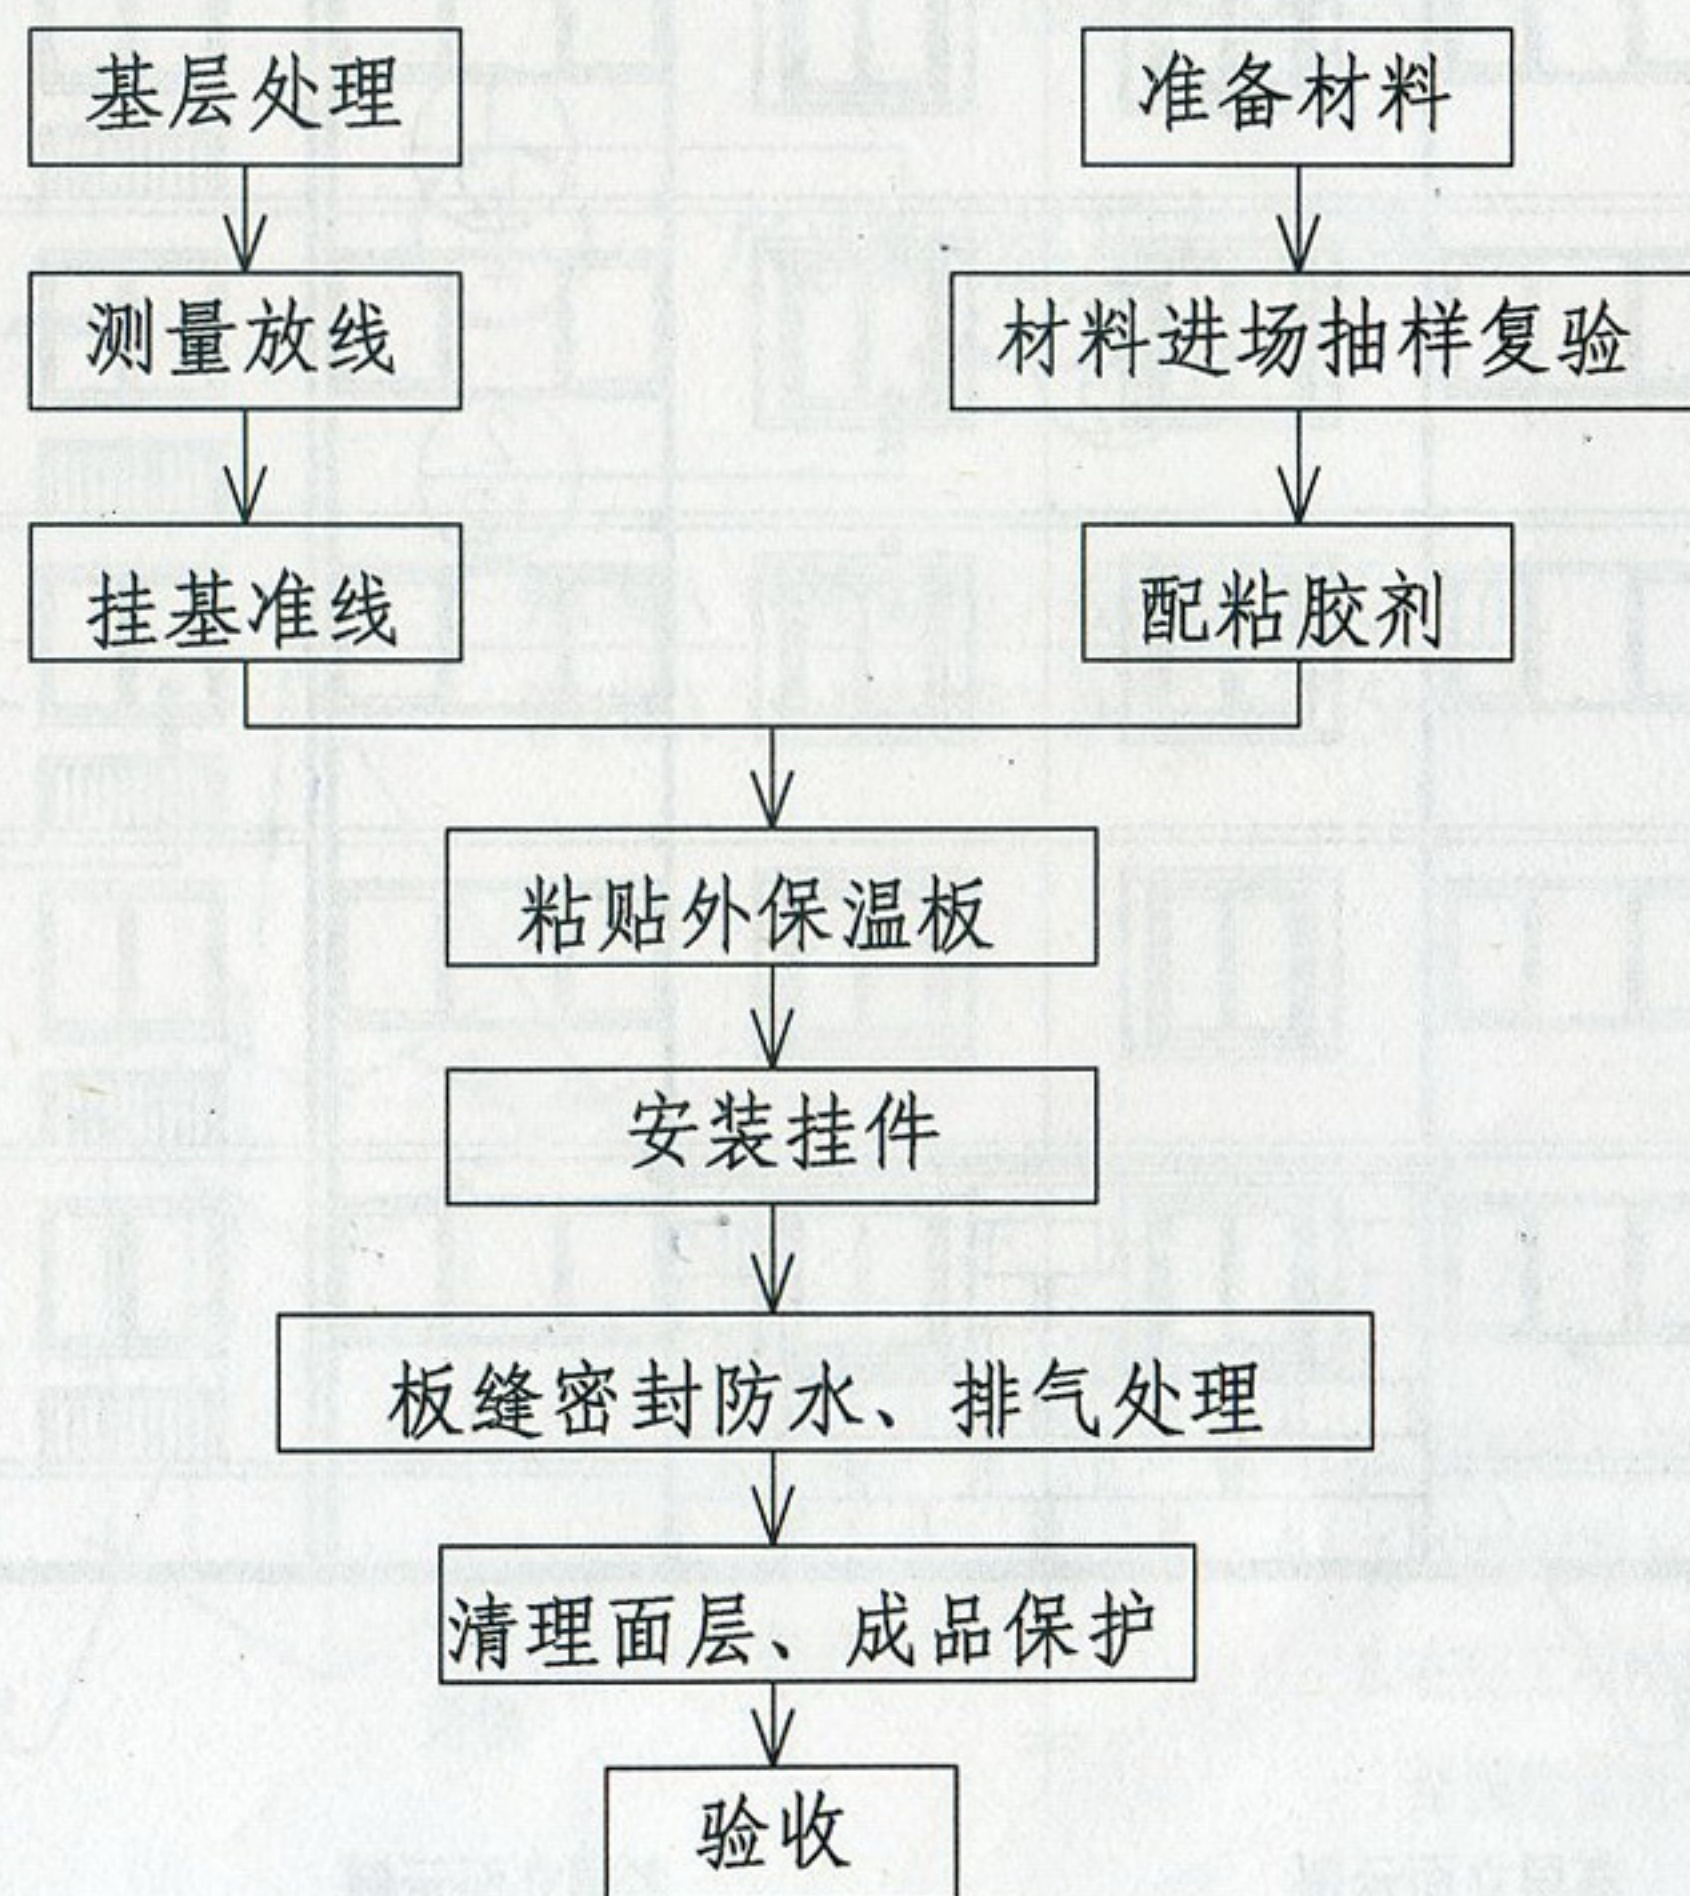 基层处理
准备材料
测量放线
材料进场抽样复验
挂基准线
配粘胶剂
粘贴外保温板
安装挂件
板缝密封防水、排气处理
清理面层、成品保护
验收